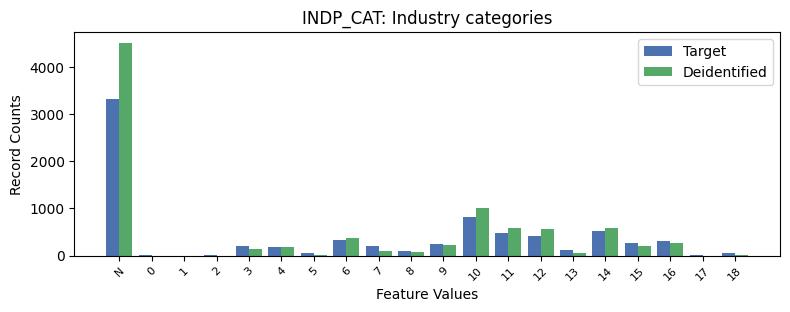 INDP_CAT: Industry categories
Target
Deidentified
Record Counts
4000
3000
2000
1000
0
N 0 1 2 3 4 5 6 7 8 9 10 11 12 13 14 15 16 17 18
Feature Values